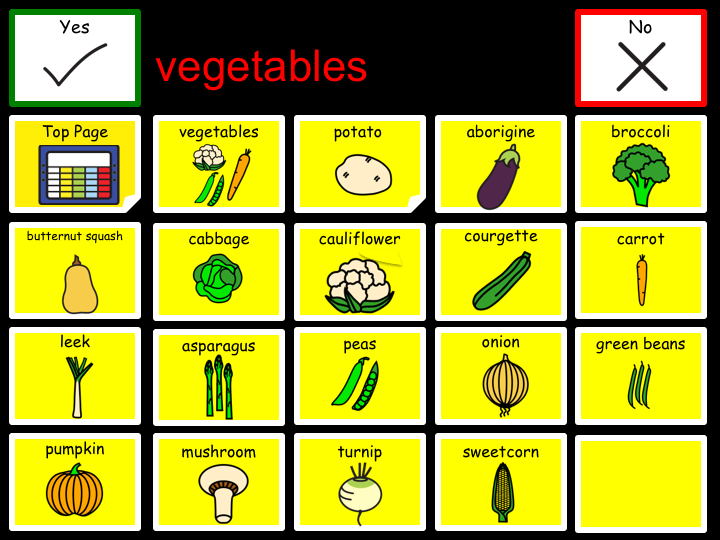 Yes
vegetables
No
Top Page
vegetables
potato
aborigine
broccoli
butternut squash
cabbage
cauliflower
courgette
carrot
leek
asparagus
peas
onion
green beans
pumpkin
mushroom
turnip
sweetcorn